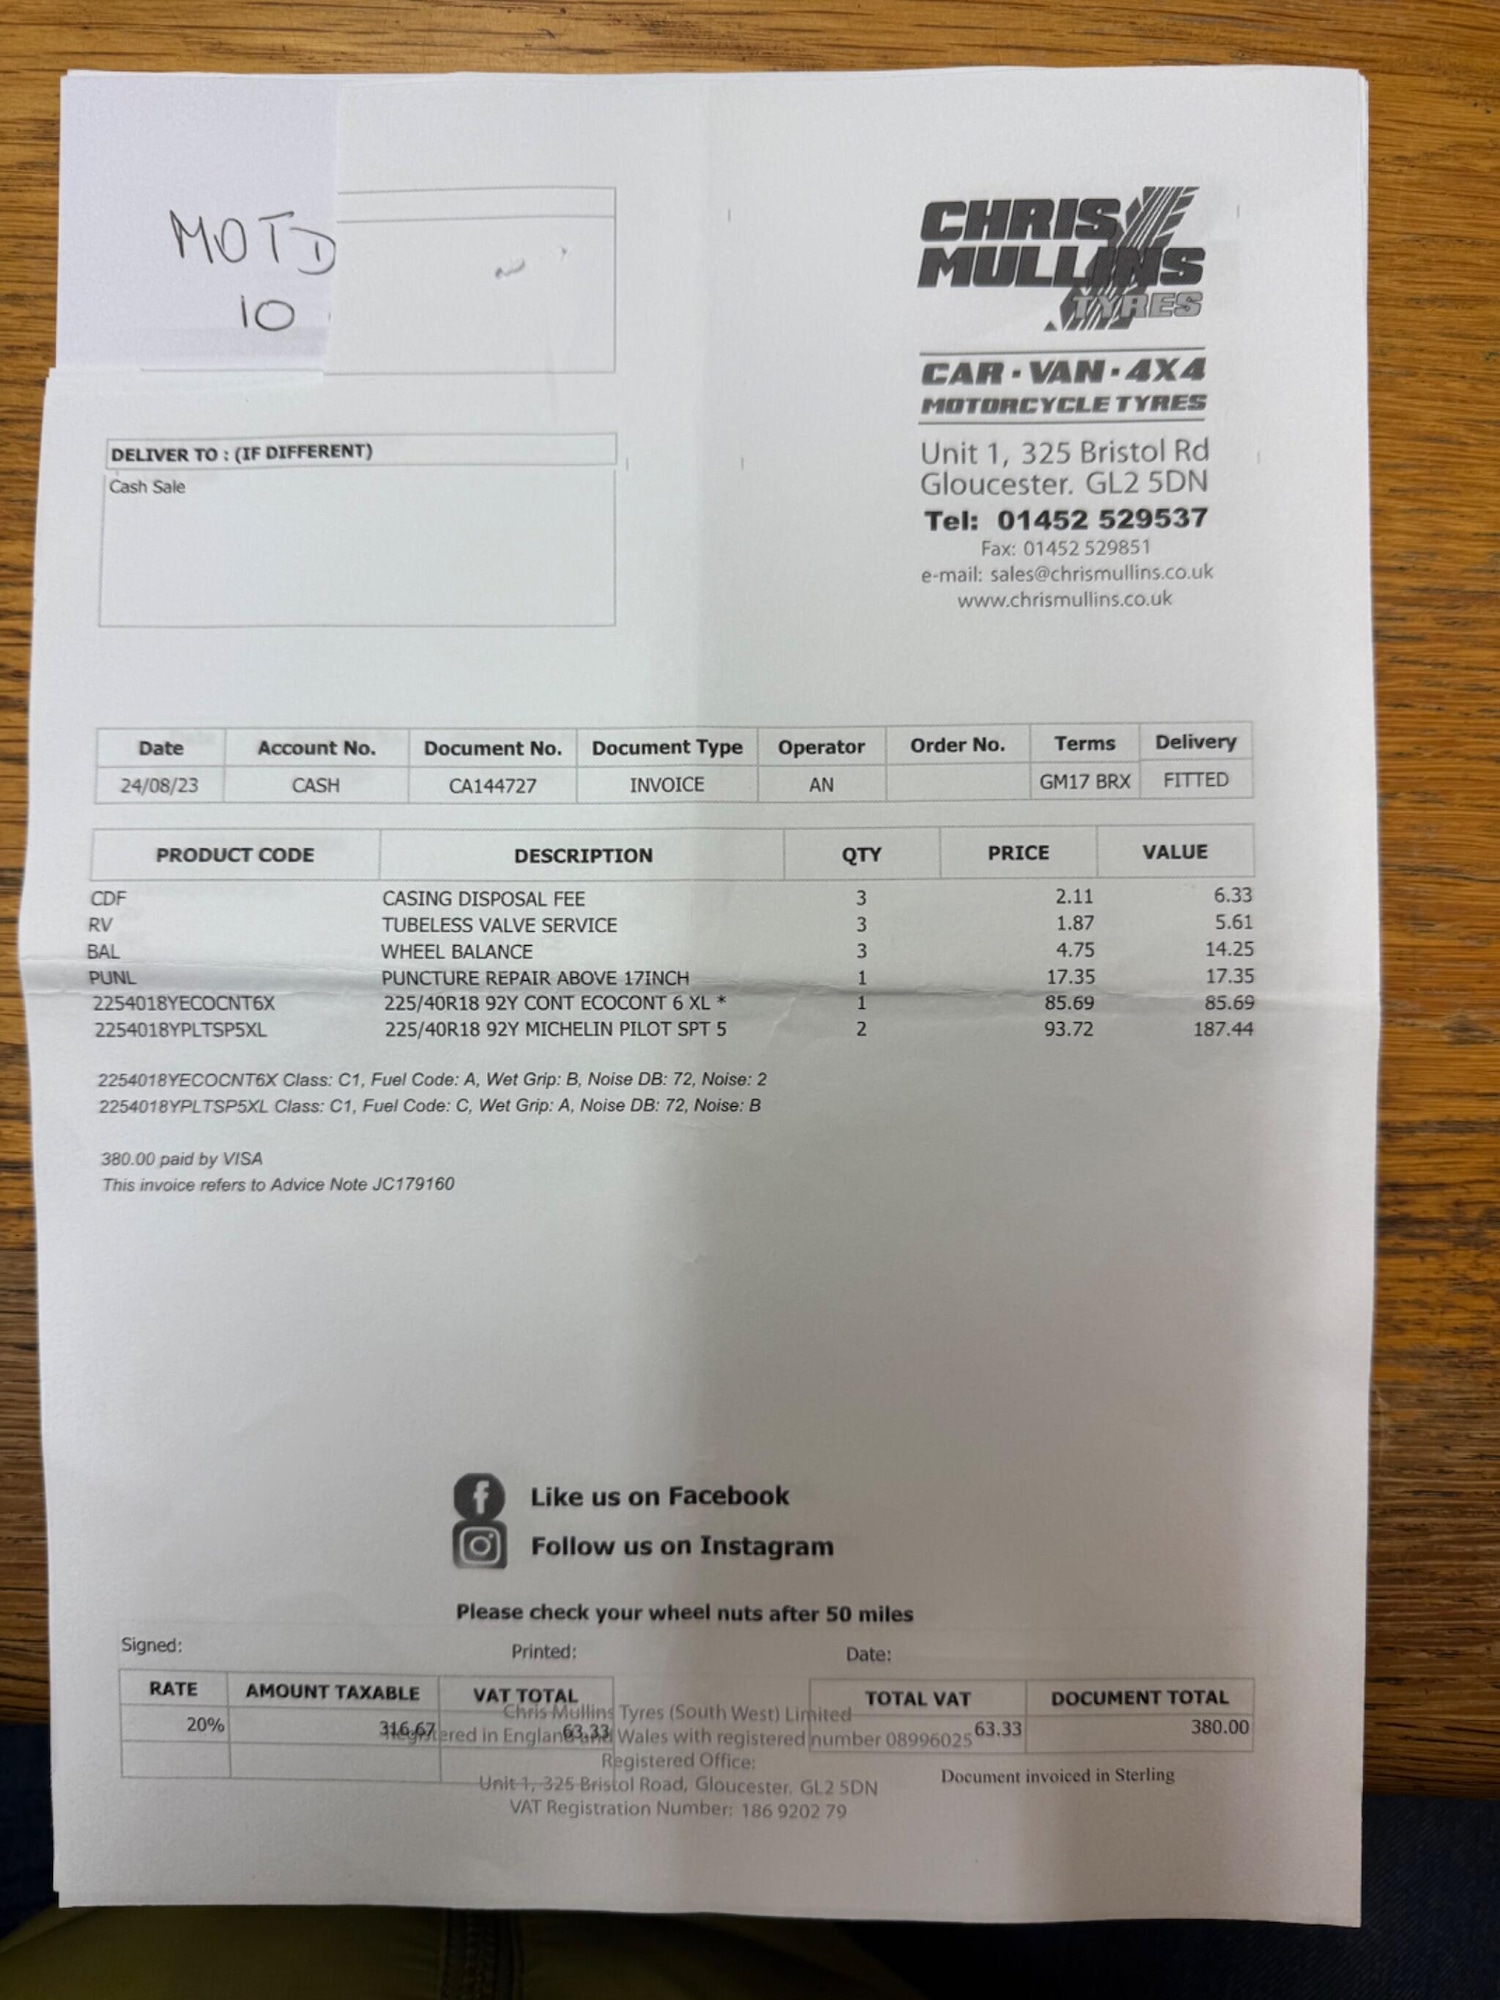 MOTD
10
CHRIS
MULLINS
TYRES
CAR · VAN · 4X4
MOTORCYCLE TYRES
Unit 1, 325 Bristol Rd
Gloucester. GL2 5DN
Tel: 01452 529537
Fax: 01452 529851
e-mail: sales@chrismullins.co.uk
www.chrismullins.co.uk
DELIVER TO : (IF DIFFERENT)
Cash Sale
Date Account No. Document No. Document Type Operator Order No. Terms Delivery
24/08/23 CASH CA144727 INVOICE AN GM17 BRX FITTED
PRODUCT CODE DESCRIPTION QTY PRICE VALUE
CDF CASING DISPOSAL FEE 3 2.11 6.33
RV TUBELESS VALVE SERVICE 3 1.87 5.61
BAL WHEEL BALANCE 3 4.75 14.25
PUNL PUNCTURE REPAIR ABOVE 17INCH 1 17.35 17.35
2254018YECOCNT6X 225/40R18 92Y CONT ECOCONT 6 XL * 1 85.69 85.69
2254018YPLTSP5XL 225/40R18 92Y MICHELIN PILOT SPT 5 2 93.72 187.44
2254018YECOCNT6X Class: C1, Fuel Code: A, Wet Grip: B, Noise DB: 72, Noise: 2
2254018YPLTSP5XL Class: C1, Fuel Code: C, Wet Grip: A, Noise DB: 72, Noise: B
380.00 paid by VISA
This invoice refers to Advice Note JC179160
Like us on Facebook
Follow us on Instagram
Please check your wheel nuts after 50 miles
Signed: Printed: Date:
RATE AMOUNT TAXABLE VAT TOTAL TOTAL VAT DOCUMENT TOTAL
20% 316.67 63.33 63.33 380.00
Chris Mullins Tyres (South West) Limited
Registered in England and Wales with registered number 08996025
Registered Office:
Unit 1, 325 Bristol Road, Gloucester. GL2 5DN
VAT Registration Number: 186 9202 79
Document invoiced in Sterling